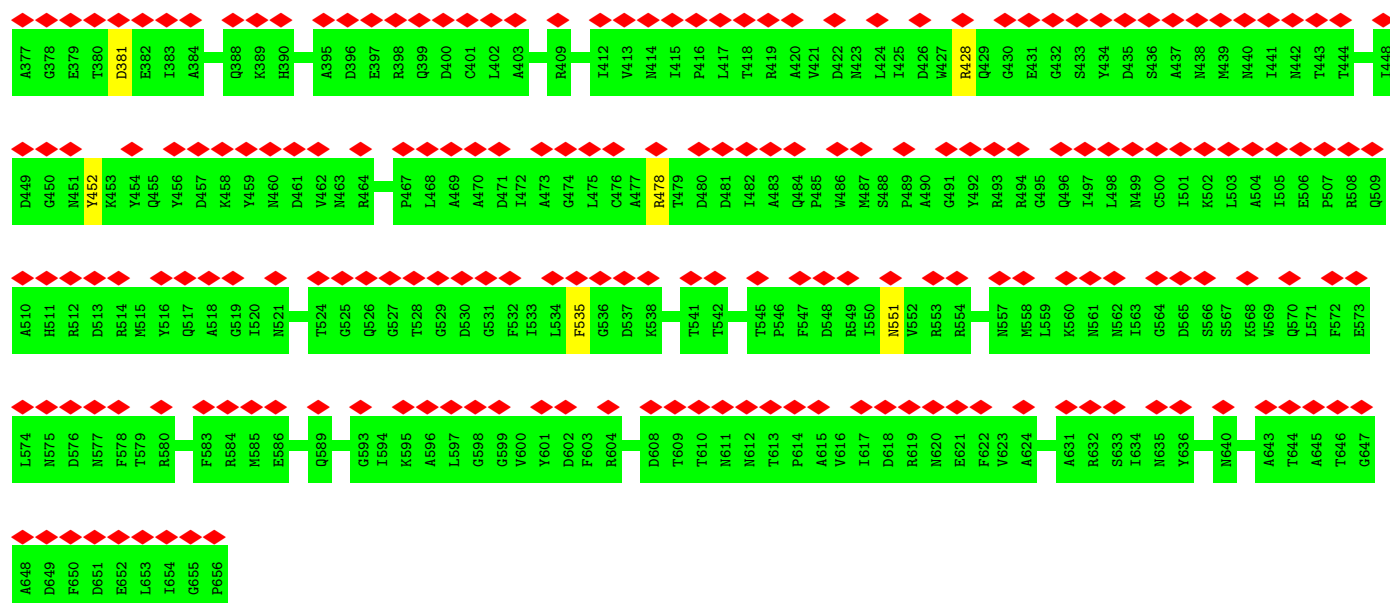 A377 G378 E379 T380 D381 E382 I383 A384 Q388 K389 H390 A395 D396 E397 R398 Q399 D400 C401 L402 A403 R409 I412 V413 N414 I415 P416 L417 T418 R419 A420 V421 D422 N423 L424 I425 D426 W427 R428 Q429 G430 E431 G432 S433 Y434 D435 S436 A437 N438 M439 N440 I441 N442 T443 T444 I448
D449 G450 N451 Y452 K453 Y454 Q455 Y456 D457 K458 Y459 N460 D461 V462 N463 R464 P467 L468 A469 A470 D471 I472 A473 G474 L475 C476 A477 R478 T479 D480 D481 I482 A483 Q484 P485 W486 M487 S488 P489 A490 G491 Y492 R493 R494 G495 Q496 I497 L498 N499 C500 I501 K502 L503 A504 I505 E506 P507 R508 Q509
A510 H511 R512 D513 R514 M515 Y516 Q517 A518 G519 I520 N521 T524 G525 Q526 G527 T528 G529 D530 G531 F532 I533 L534 F535 G536 D537 K538 T541 T542 T545 P546 F547 D548 R549 I550 N551 V552 R553 R554 N557 M558 L559 K560 N561 N562 I563 G564 D565 S566 S567 K568 W569 Q570 L571 F572 E573
L574 N575 D576 N577 F578 T579 R580 F583 R584 M585 E586 Q589 G593 I594 K595 A596 L597 G598 G599 V600 Y601 D602 F603 R604 D608 T609 T610 N611 N612 T613 P614 A615 V616 I617 D618 R619 N620 E621 F622 V623 A624 A631 R632 S633 I634 N635 Y636 N640 A643 T644 A645 T646 G647
A648 D649 F650 D651 E652 L653 I654 G655 P656